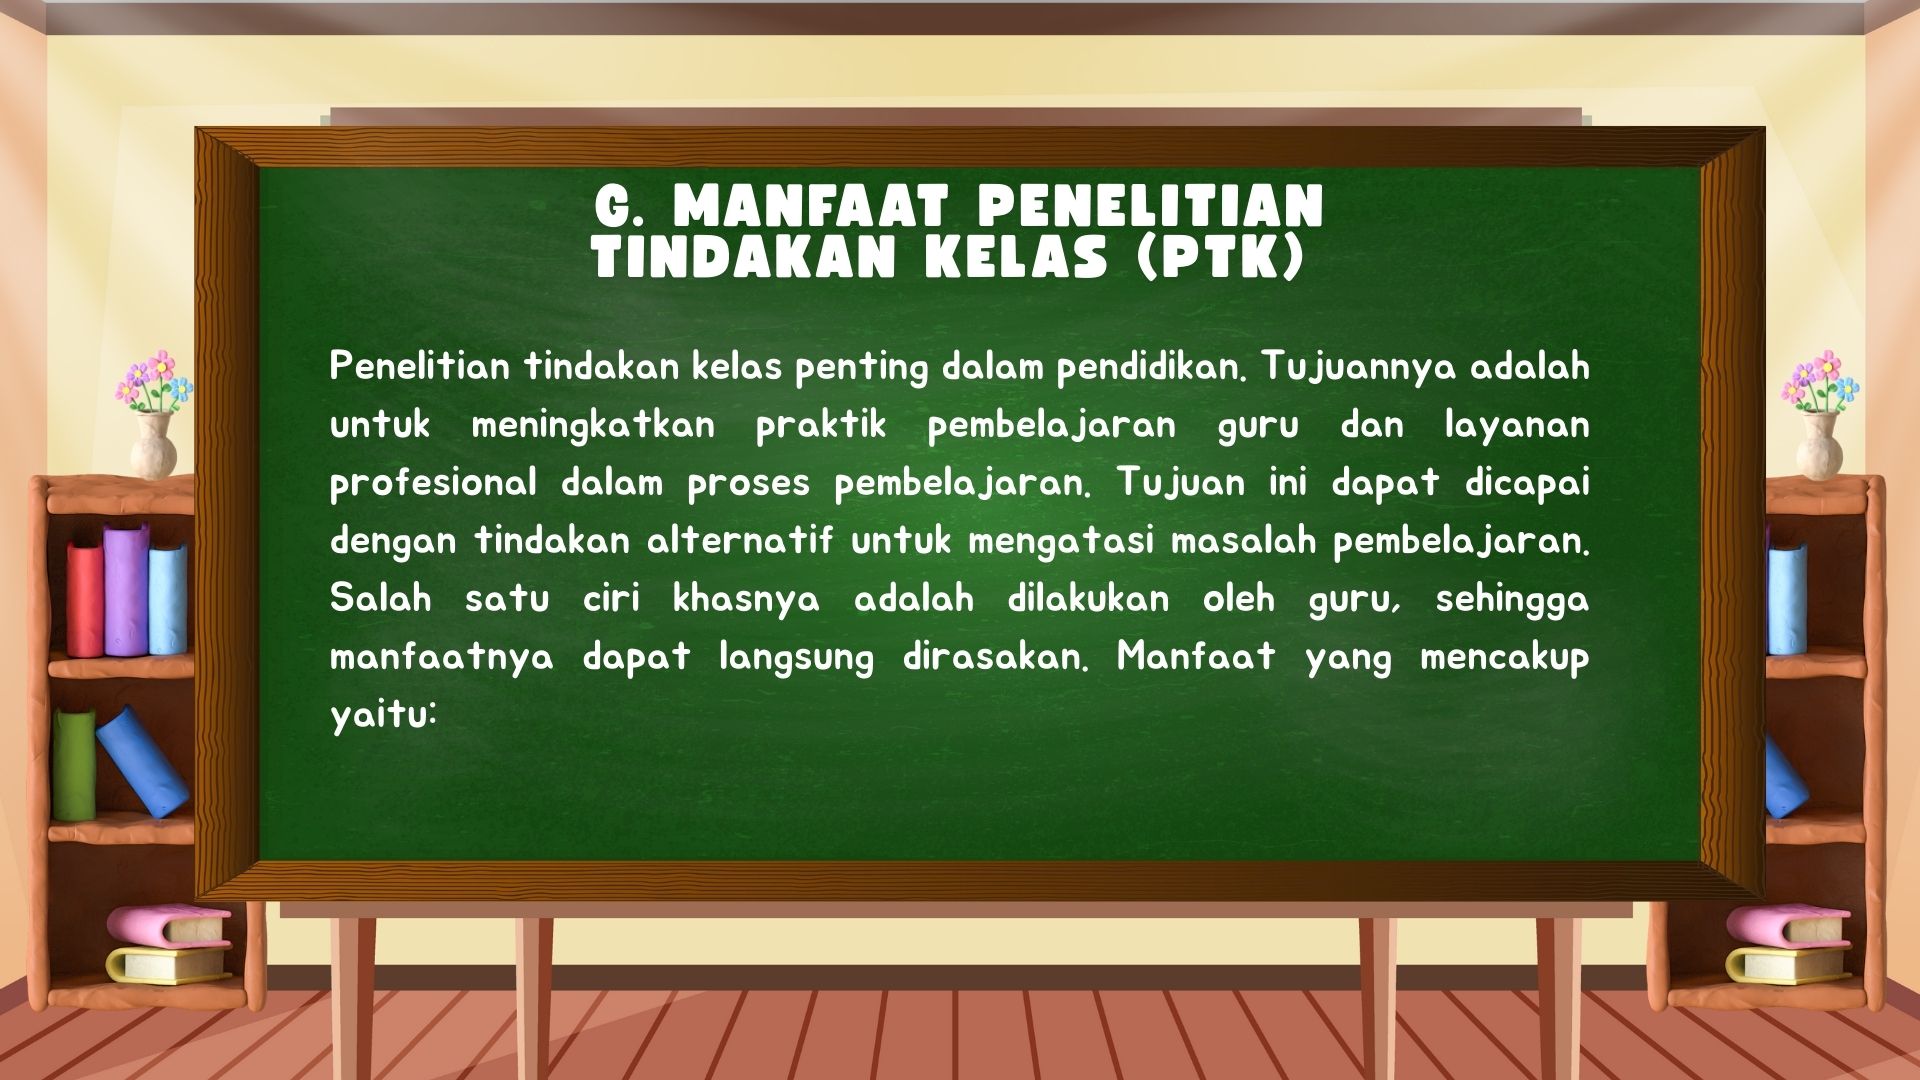 G. MANFAAT PENELITIAN
TINDAKAN KELAS (PTK)
Penelitian tindakan kelas penting dalam pendidikan. Tujuannya adalah
untuk meningkatkan praktik pembelajaran guru dan layanan
profesional dalam proses pembelajaran. Tujuan ini dapat dicapai
dengan tindakan alternatif untuk mengatasi masalah pembelajaran.
Salah satu ciri khasnya adalah dilakukan oleh guru, sehingga
manfaatnya dapat langsung dirasakan. Manfaat yang mencakup
yaitu: